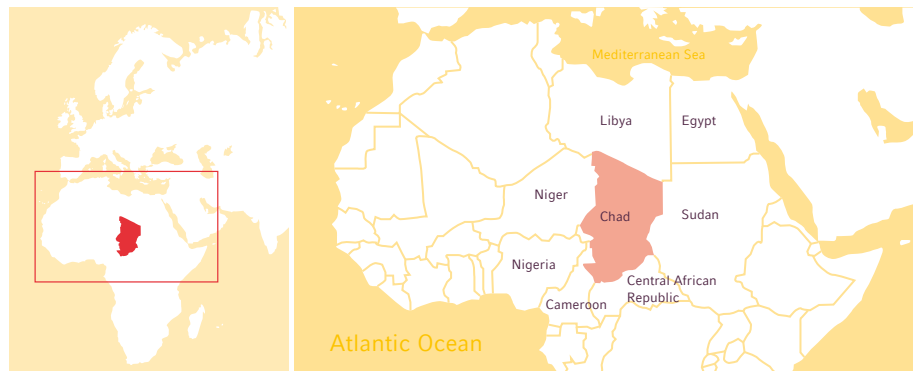 Mediterranean Sea
Libya
Egypt
Niger
Chad
Sudan
Nigeria
Central African
Republic
Cameroon
Atlantic Ocean